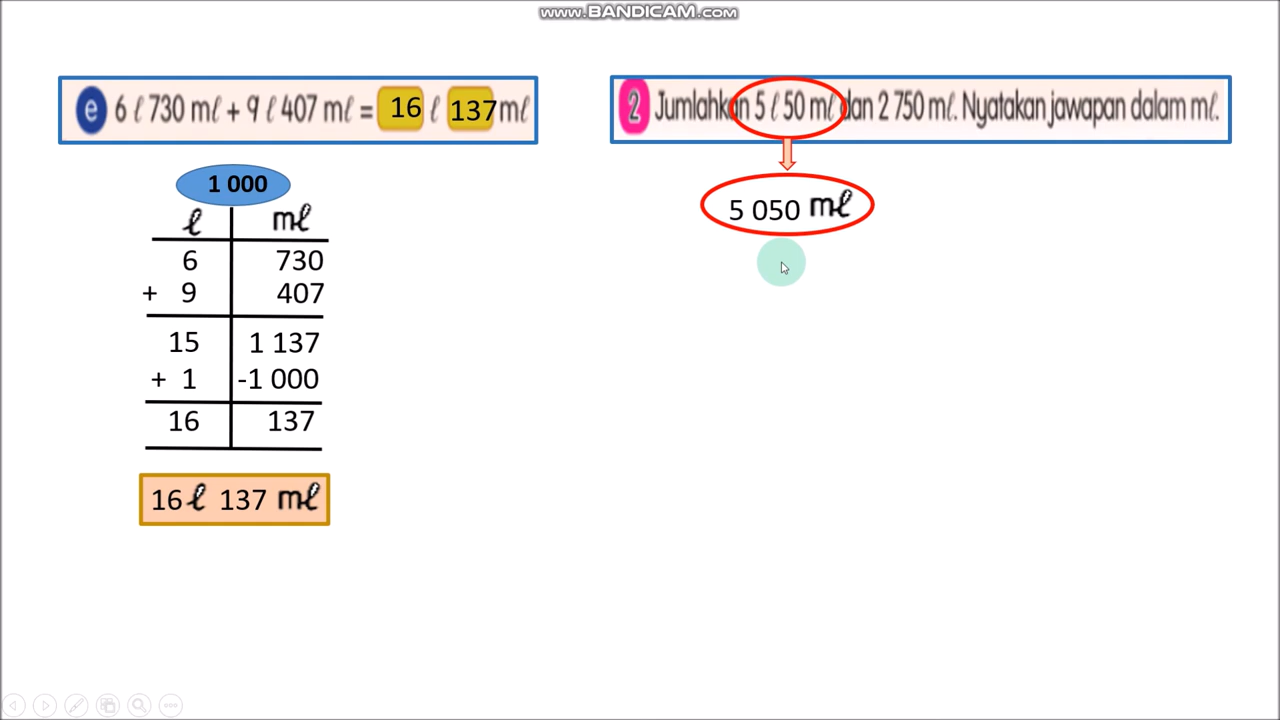 www.BANDICAM.com
e 6 ℓ 730 mℓ + 9 ℓ 407 mℓ = 16 ℓ 137 mℓ
1 000
ℓ mℓ
6 730
+ 9 407
15 1 137
+ 1 -1 000
16 137
16 ℓ 137 mℓ
2 Jumlahkan 5 ℓ 50 mℓ dan 2 750 mℓ. Nyatakan jawapan dalam mℓ.
5 050 mℓ